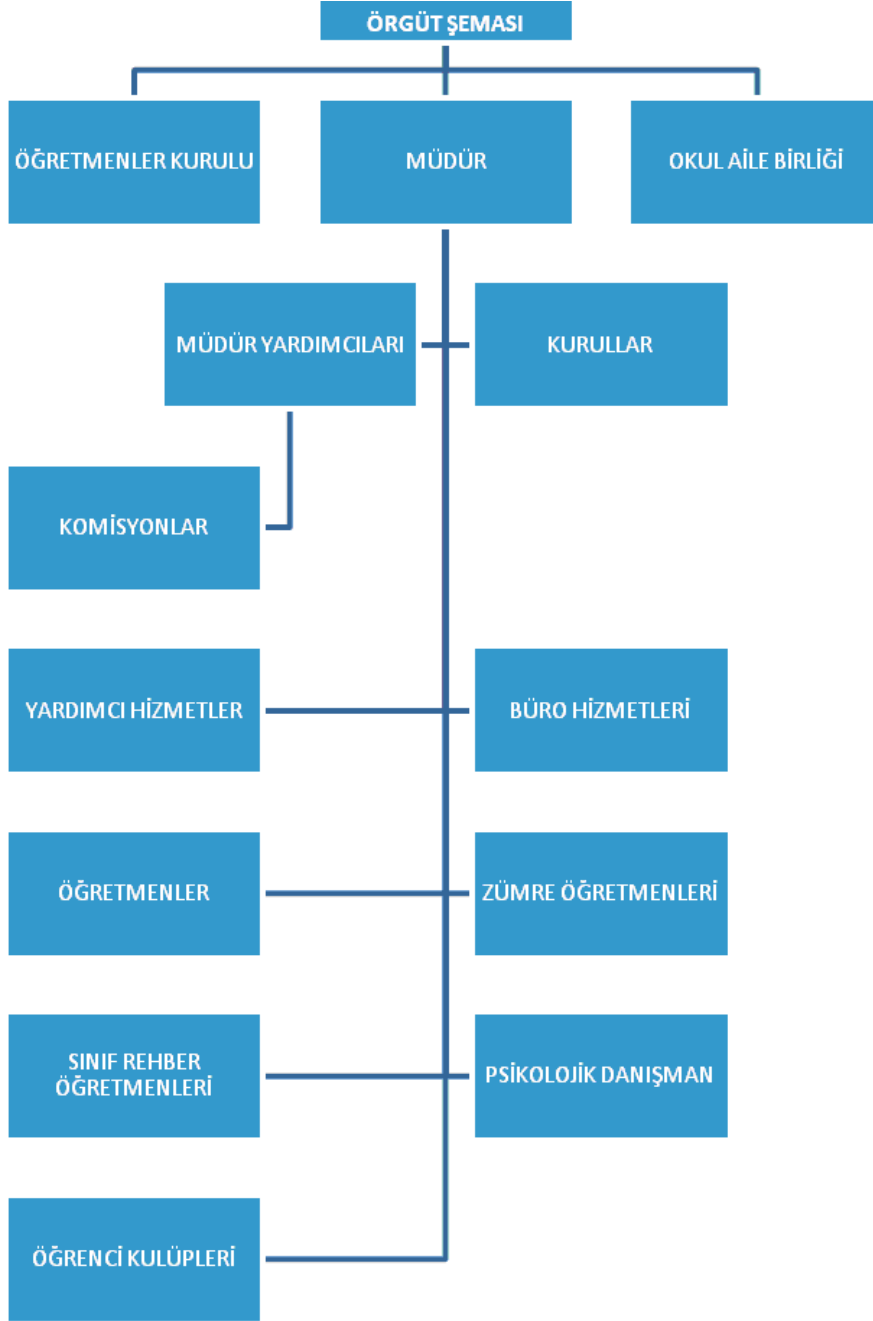 ÖRGÜT ŞEMASI
ÖĞRETMENLER KURULU
MÜDÜR
OKUL AİLE BİRLİĞİ
MÜDÜR YARDIMCILARI
KURULLAR
KOMİSYONLAR
YARDIMCI HİZMETLER
BÜRO HİZMETLERİ
ÖĞRETMENLER
ZÜMRE ÖĞRETMENLERİ
SINIF REHBER
ÖĞRETMENLERİ
PSİKOLOJİK DANIŞMAN
ÖĞRENCİ KULÜPLERİ